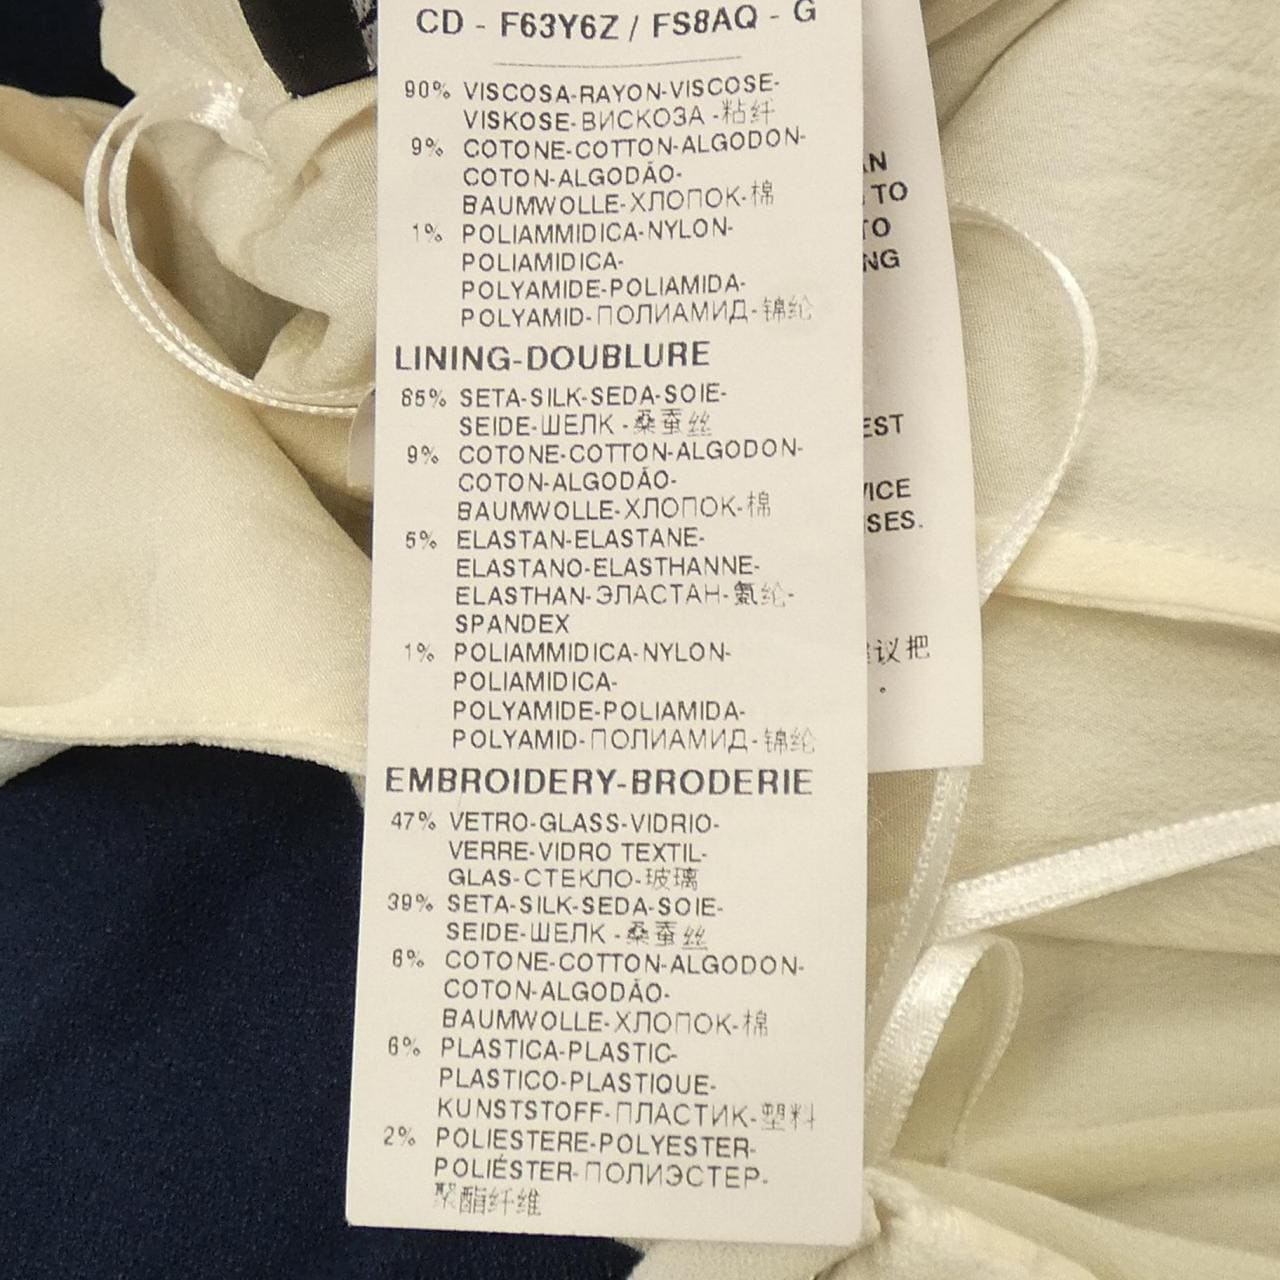 CD - F63Y6Z / FS8AQ - G
90% VISCOSA-RAYON-VISCOSE-
VISKOSE-ВИСКОЗА -粘纤
9% COTONE-COTTON-ALGODON-
COTON-ALGODÃO-
BAUMWOLLE-ХЛОПОК-棉
1% POLIAMMIDICA-NYLON-
POLIAMIDICA-
POLYAMIDE-POLIAMIDA-
POLYAMID-ПОЛИАМИД-锦纶
LINING-DOUBLURE
85% SETA-SILK-SEDA-SOIE-
SEIDE-ШЕЛК -桑蚕丝
9% COTONE-COTTON-ALGODON-
COTON-ALGODÃO-
BAUMWOLLE-ХЛОПОК-棉
5% ELASTAN-ELASTANE-
ELASTANO-ELASTHANNE-
ELASTHAN-ЭЛАСТАН-氨纶-
SPANDEX
1% POLIAMMIDICA-NYLON-
POLIAMIDICA-
POLYAMIDE-POLIAMIDA-
POLYAMID-ПОЛИАМИД-锦纶
EMBROIDERY-BRODERIE
47% VETRO-GLASS-VIDRIO-
VERRE-VIDRO TEXTIL-
GLAS-СТЕКЛО-玻璃
39% SETA-SILK-SEDA-SOIE-
SEIDE-ШЕЛК -桑蚕丝
6% COTONE-COTTON-ALGODON-
COTON-ALGODÃO-
BAUMWOLLE-ХЛОПОК-棉
6% PLASTICA-PLASTIC-
PLASTICO-PLASTIQUE-
KUNSTSTOFF-ПЛАСТИК-塑料
2% POLIESTERE-POLYESTER-
POLIÉSTER-ПОЛИЭСТЕР-
聚酯纤维
TO
TO
议把